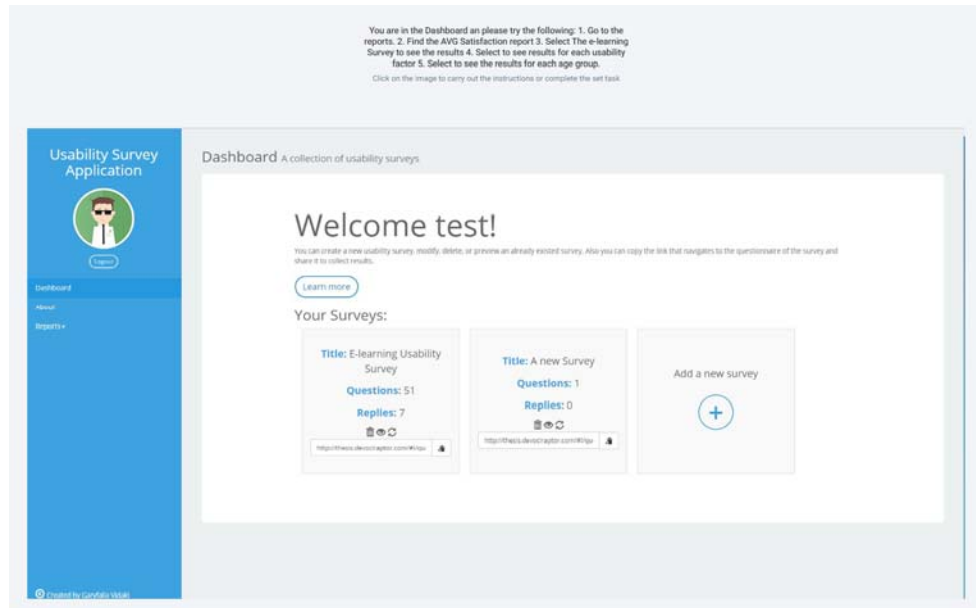 You are in the Dashboard an please try the following: 1. Go to the
reports. 2. Find the AVG Satisfaction report 3. Select The e-learning
Survey to see the results 4. Select to see results for each usability
factor 5. Select to see the results for each age group.
Click on the image to carry out the instructions or complete the set task
Usability Survey
Application
Logout
Dashboard
About
Reports
Dashboard A collection of usability surveys
Welcome test!
You can create a new usability survey, modify, delete, or preview an already existed survey. Also you can copy the link that navigates to the questionnaire of the survey and
share it to collect results.
Learn more
Your Surveys:
Title: E-learning Usability
Survey
Questions: 51
Replies: 7
Title: A new Survey
Questions: 1
Replies: 0
Add a new survey
Created by Garyfalia Vidaki